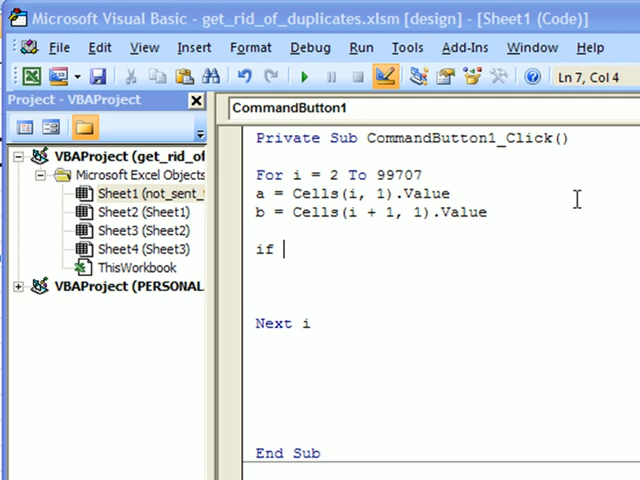 Microsoft Visual Basic - get_rid_of_duplicates.xlsm [design] - [Sheet1 (Code)]
File Edit View Insert Format Debug Run Tools Add-Ins Window Help
Ln 7, Col 4
Project - VBAProject
CommandButton1
VBAProject (get_rid_of
Microsoft Excel Objects
Sheet1 (not_sent_
Sheet2 (Sheet1)
Sheet3 (Sheet2)
Sheet4 (Sheet3)
ThisWorkbook
VBAProject (PERSONAL.
Private Sub CommandButton1_Click()
For i = 2 To 99707
a = Cells(i, 1).Value
b = Cells(i + 1, 1).Value
if
Next i
End Sub